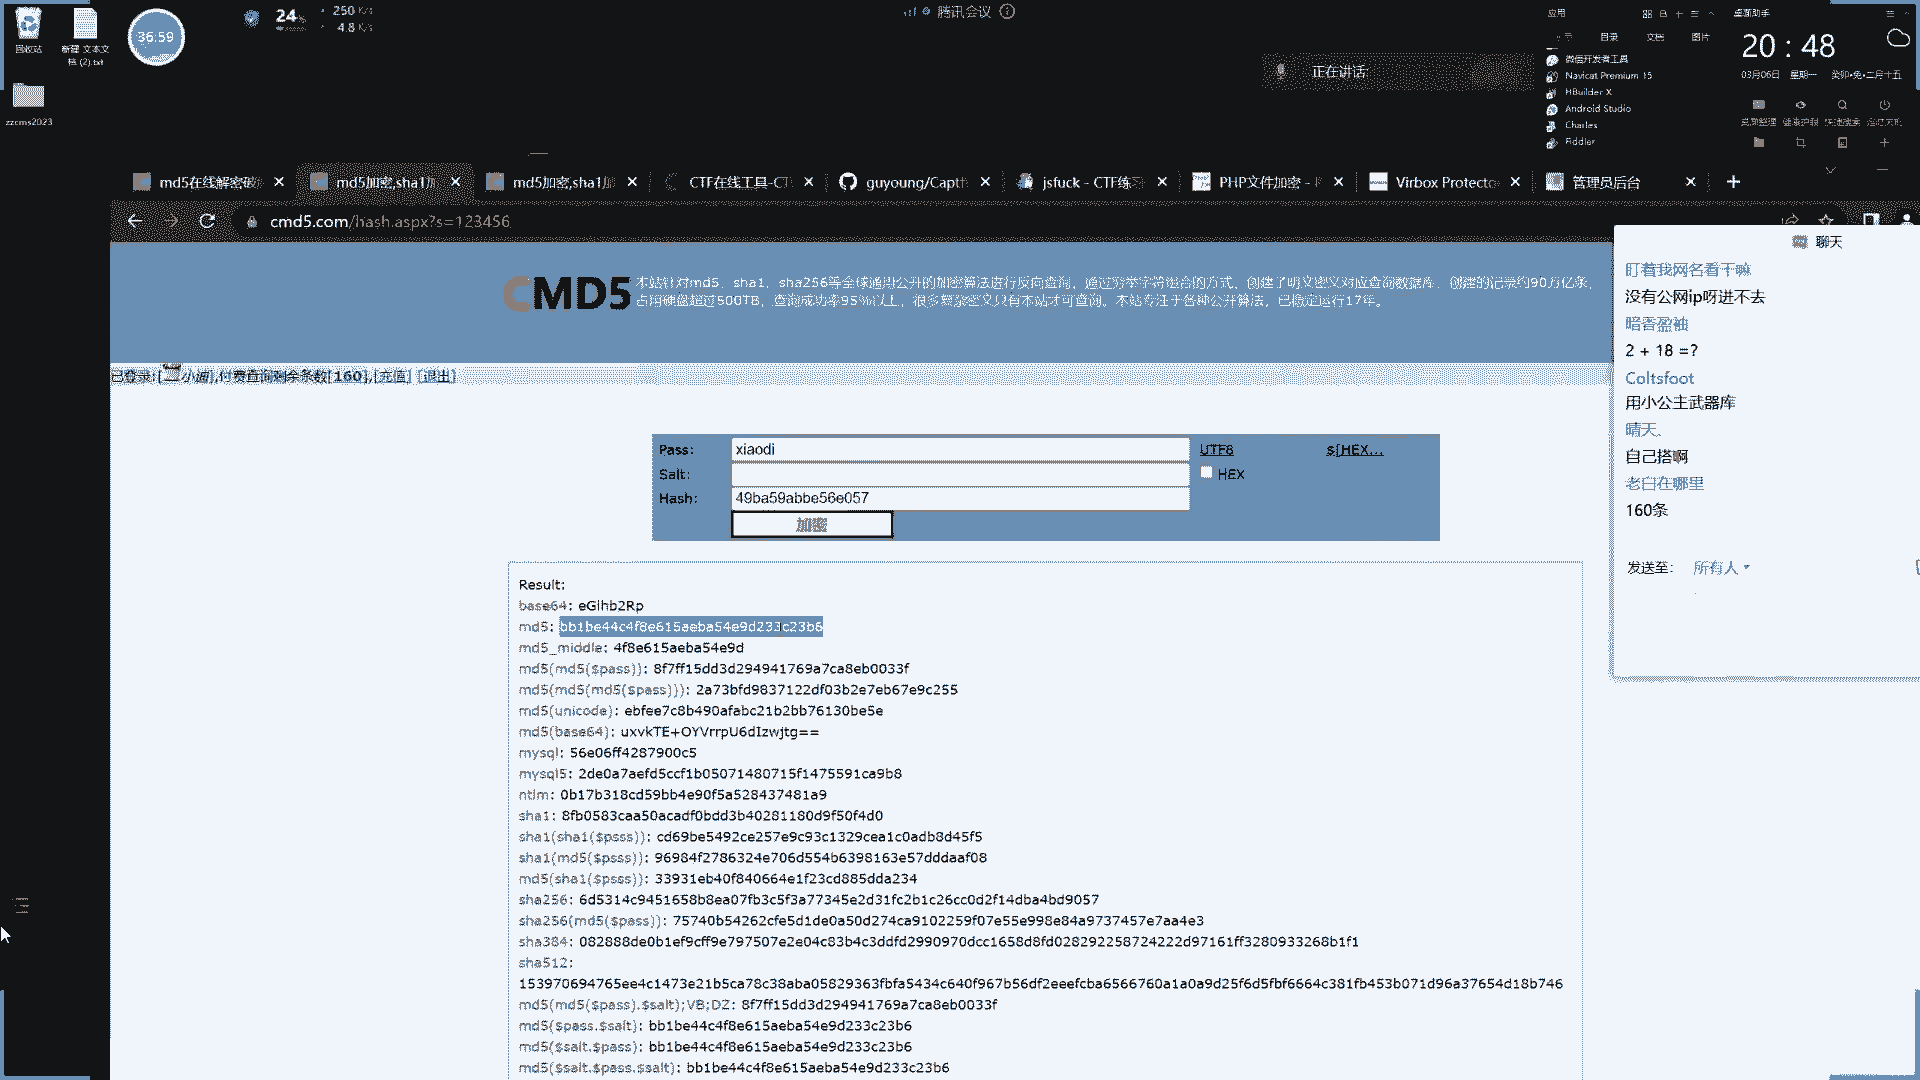 回收站
新建 文本文
档 (2).txt
zzcms2023
36:59
24%
250 K/s
4.8 K/s
腾讯会议
正在讲话:
应用
目录
文档
图片
微信开发者工具
Navicat Premium 15
HBuilder X
Android Studio
Charles
Fiddler
桌面助手
20 : 48
03月06日 星期一 癸卯•兔•二月十五
md5在线解密破
md5加密,sha1加
md5加密,sha1加
CTF在线工具-CT
guyoung/Captf
jsfuck - CTF练习
PHP文件加密 -
Virbox Protecto
管理员后台
cmd5.com/hash.aspx?s=123456
CMD5
本站针对md5、sha1、sha256等全球通用公开的加密算法进行反向查询，通过穷举字符组合的方式，创建了明文密文对应查询数据库，创建的记录约90万亿条，
占用硬盘超过500TB，查询成功率95%以上，很多复杂密文只有本站才可查询。本站专注于各种公开算法，已稳定运行17年。
已登录:[小迪],付费查询剩余条数[160],[充值] [退出]
Pass: xiaodi UTF8 $[HEX...
Salt: HEX
Hash: 49ba59abbe56e057
加密
Result:
base64: eGlhb2Rp
md5: bb1be44c4f8e615aeba54e9d233c23b6
md5_middle: 4f8e615aeba54e9d
md5(md5($pass)): 8f7ff15dd3d294941769a7ca8eb0033f
md5(md5(md5($pass))): 2a73bfd9837122df03b2e7eb67e9c255
md5(unicode): ebfee7c8b490afabc21b2bb76130be5e
md5(base64): uxvkTE+OYVrrpU6dIzwjtg==
mysql: 56e06ff4287900c5
mysql5: 2de0a7aefd5ccf1b05071480715f1475591ca9b8
ntlm: 0b17b318cd59bb4e90f5a528437481a9
sha1: 8fb0583caa50acadf0bdd3b40281180d9f50f4d0
sha1(sha1($psss)): cd69be5492ce257e9c93c1329cea1c0adb8d45f5
sha1(md5($psss)): 96984f2786324e706d554b6398163e57dddaaf08
md5(sha1($psss)): 33931eb40f840664e1f23cd885dda234
sha256: 6d5314c9451658b8ea07fb3c5f3a77345e2d31fc2b1c26cc0d2f14dba4bd9057
sha256(md5($pass)): 75740b54262cfe5d1de0a50d274ca9102259f07e55e998e84a9737457e7aa4e3
sha384: 082888de0b1ef9cff9e797507e2e04c83b4c3ddfd2990970dcc1658d8fd028292258724222d97161ff3280933268b1f1
sha512:
153970694765ee4c1473e21b5ca78c38aba05829363fbfa5434c640f967b56df2eeefcba6566760a1a0a9d25f6d5fbf6664c381fb453b071d96a37654d18b746
md5(md5($pass).$salt);VB;DZ: 8f7ff15dd3d294941769a7ca8eb0033f
md5($pass.$salt): bb1be44c4f8e615aeba54e9d233c23b6
md5($salt.$pass): bb1be44c4f8e615aeba54e9d233c23b6
md5($salt.$pass.$salt): bb1be44c4f8e615aeba54e9d233c23b6
聊天
盯着我网名看干嘛
没有公网ip呀进不去
暗香盈袖
2 + 18 =?
Coltsfoot
用小公主武器库
晴天、
自己搭啊
老白在哪里
160条
发送至: 所有人